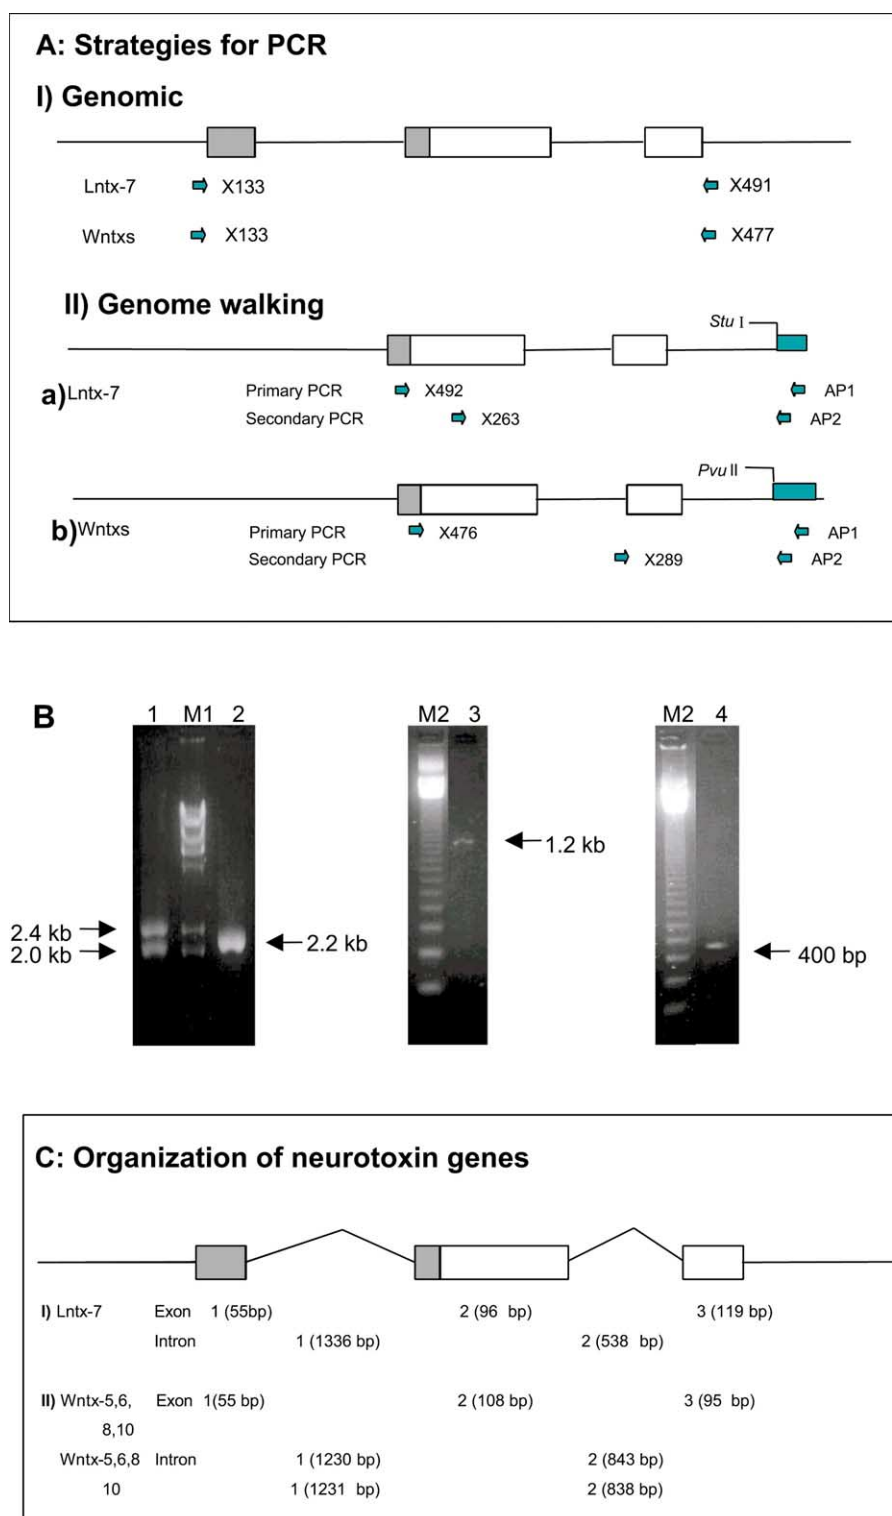 A: Strategies for PCR
I) Genomic
Lntx-7 X133 X491
Wntxs X133 X477
II) Genome walking
Stu I
a)Lntx-7 Primary PCR X492 AP1
Secondary PCR X263 AP2
Pvu II
b)Wntxs Primary PCR X476 AP1
Secondary PCR X289 AP2
B
1 M1 2 M2 3 M2 4
1.2 kb
2.4 kb
2.2 kb
2.0 kb
400 bp
C: Organization of neurotoxin genes
I) Lntx-7 Exon 1 (55bp) 2 (96 bp) 3 (119 bp)
Intron 1 (1336 bp) 2 (538 bp)
II) Wntx-5,6, Exon 1(55 bp) 2 (108 bp) 3 (95 bp)
8,10
Wntx-5,6,8 Intron 1 (1230 bp) 2 (843 bp)
10 1 (1231 bp) 2 (838 bp)